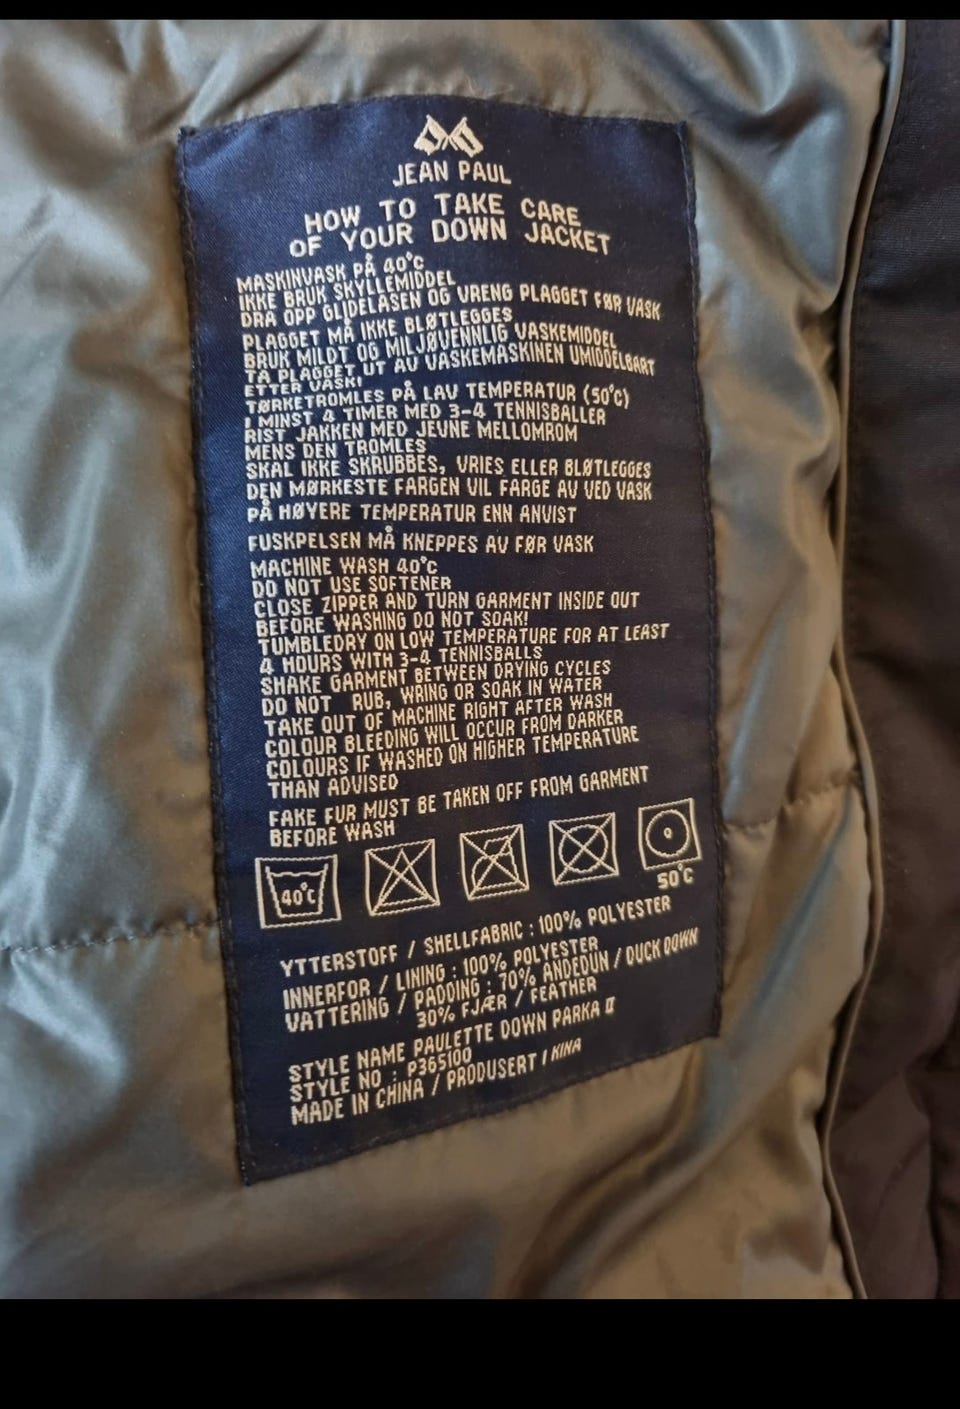 JEAN PAUL
HOW TO TAKE CARE
OF YOUR DOWN JACKET
MASKINVASK PÅ 40°C
IKKE BRUK SKYLLEMIDDEL
DRA OPP GLIDELÅSEN OG VRENG PLAGGET FØR VASK
PLAGGET MÅ IKKE BLØTLEGGES
BRUK MILDT OG MILJØVENNLIG VASKEMIDDEL
TA PLAGGET UT AV VASKEMASKINEN UMIDDELBART
ETTER VASK!
TØRKETROMLES PÅ LAV TEMPERATUR (50°C)
I MINST 4 TIMER MED 3-4 TENNISBALLER
RIST JAKKEN MED JEVNE MELLOMROM
MENS DEN TROMLES
SKAL IKKE SKRUBBES, VRIES ELLER BLØTLEGGES
DEN MØRKESTE FARGEN VIL FARGE AV VED VASK
PÅ HØYERE TEMPERATUR ENN ANVIST
FUSKPELSEN MÅ KNEPPES AV FØR VASK
MACHINE WASH 40°C
DO NOT USE SOFTENER
CLOSE ZIPPER AND TURN GARMENT INSIDE OUT
BEFORE WASHING DO NOT SOAK!
TUMBLEDRY ON LOW TEMPERATURE FOR AT LEAST
4 HOURS WITH 3-4 TENNISBALLS
SHAKE GARMENT BETWEEN DRYING CYCLES
DO NOT RUB, WRING OR SOAK IN WATER
TAKE OUT OF MACHINE RIGHT AFTER WASH
COLOUR BLEEDING WILL OCCUR FROM DARKER
COLOURS IF WASHED ON HIGHER TEMPERATURE
THAN ADVISED
FAKE FUR MUST BE TAKEN OFF FROM GARMENT
BEFORE WASH
40°C
50°C
YTTERSTOFF / SHELLFABRIC : 100% POLYESTER
INNERFOR / LINING : 100% POLYESTER
VATTERING / PADDING : 70% ANDEDUN / DUCK DOWN
30% FJÆR / FEATHER
STYLE NAME PAULETTE DOWN PARKA II
STYLE NO : P365100
MADE IN CHINA / PRODUSERT I KINA